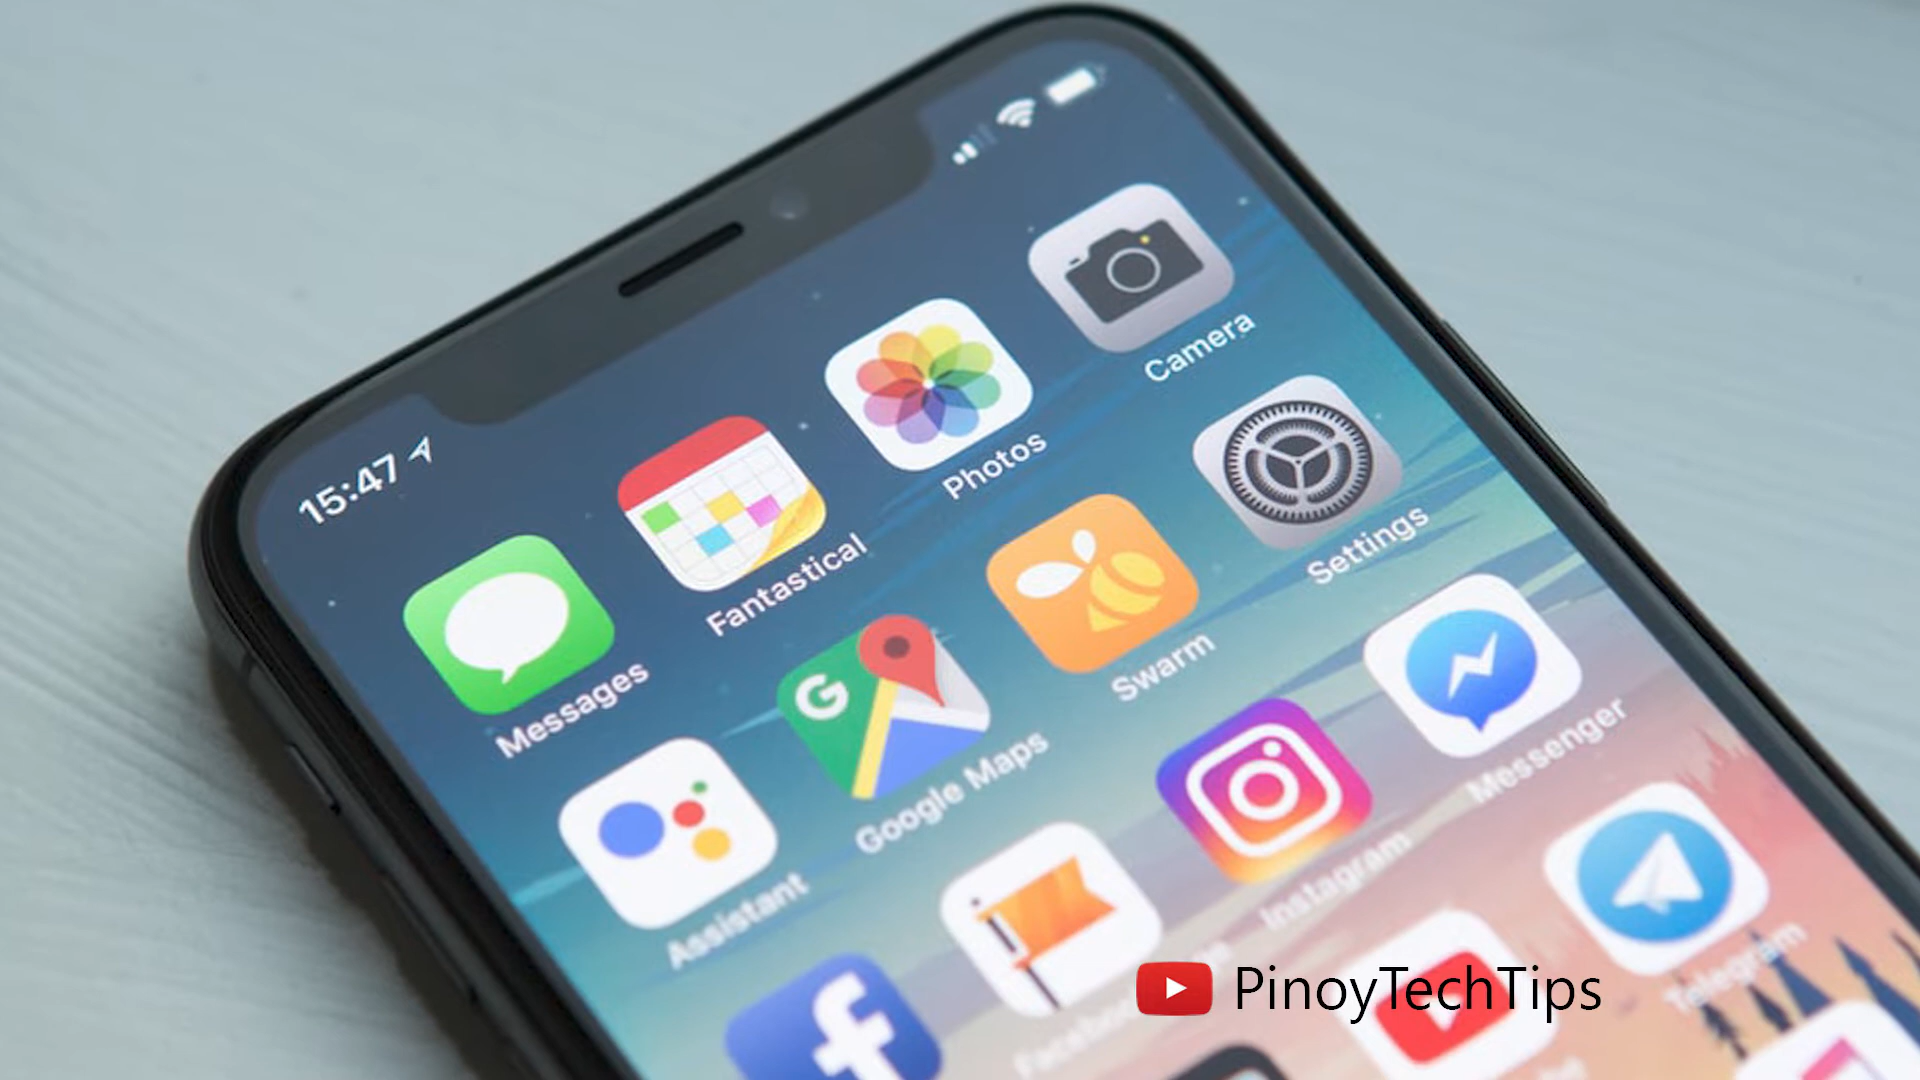 15:47
Messages
Fantastical
Photos
Camera
Assistant
Google Maps
Swarm
Settings
Instagram
Messenger
Telegram
PinoyTechTips